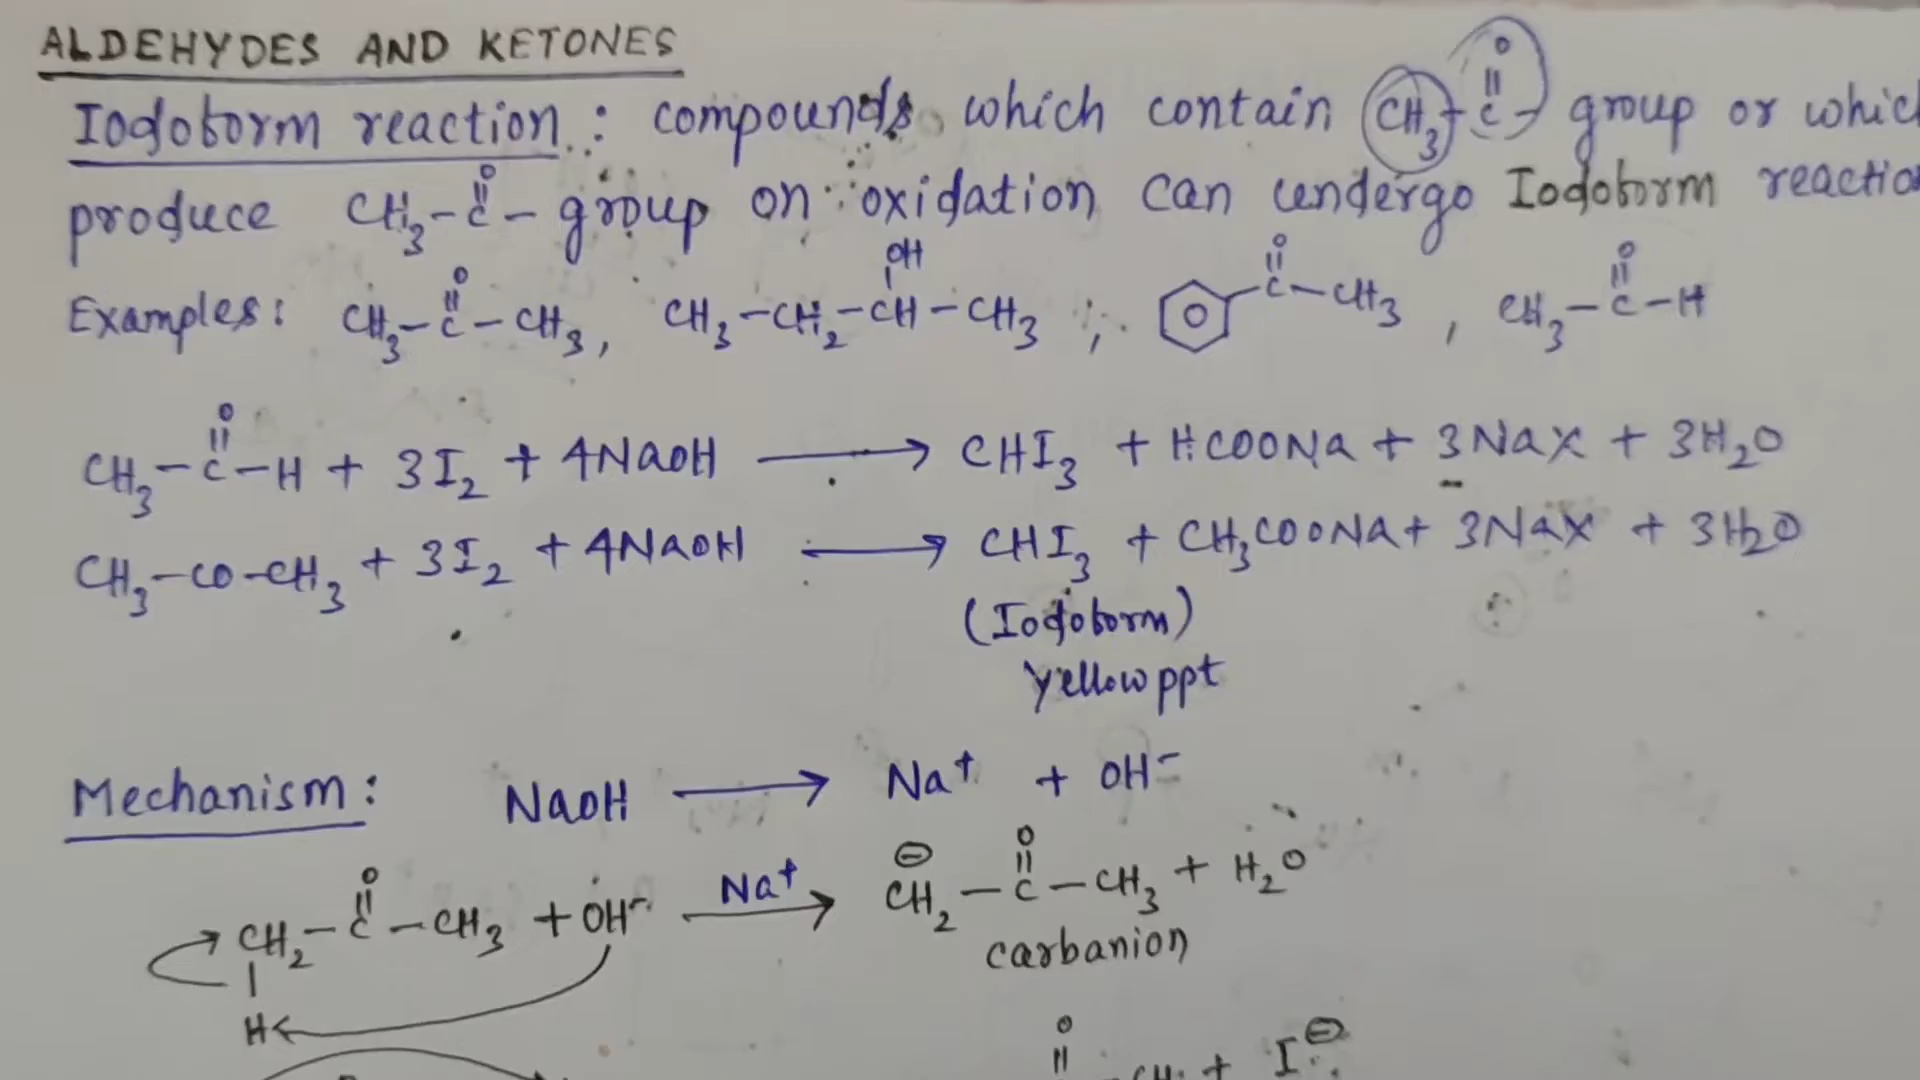 ALDEHYDES AND KETONES
Iodoform reaction : compounds which contain CH₃-C- group or which
O
||
produce CH₃-C- group on oxidation can undergo Iodoform reaction
O
||
Examples: CH₃-C-CH₃, CH₃-CH₂-CH-CH₃ , C-CH₃ , CH₃-C-H
O
||
OH
|
O
||
O
||
CH₃-C-H + 3I₂ + 4NaOH ⟶ CHI₃ + HCOONa + 3NaX + 3H₂O
O
||
CH₃-CO-CH₃ + 3I₂ + 4NaOH ⟶ CHI₃ + CH₃COONa + 3NaX + 3H₂O
(Iodoform)
Yellow ppt
Mechanism: NaOH ⟶ Na⁺ + OH⁻
CH₂-C-CH₃ + OH⁻ ⟶ CH₂-C-CH₃ + H₂O
O
||
Na⁺
⊖
O
||
|
H
carbanion
O
||
+ I⊖